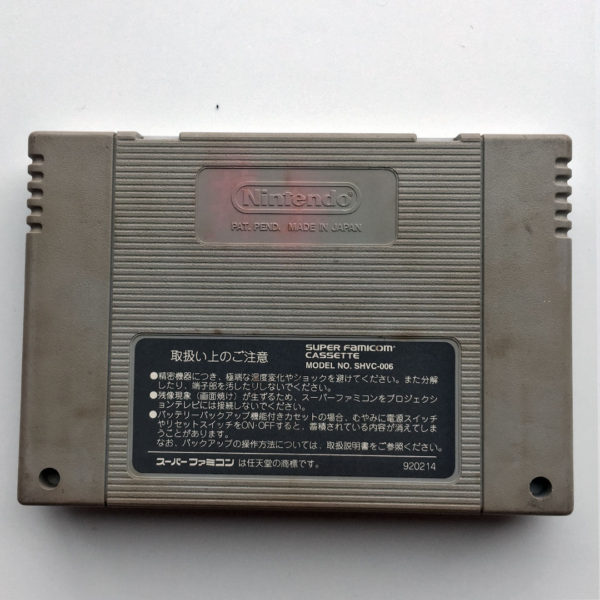 Nintendo
PAT. PEND. MADE IN JAPAN
取扱い上のご注意
SUPER FAMICOM
CASSETTE
MODEL NO. SHVC-006
●精密機器につき、極端な温度変化やショックを避けてください。また分解
したり、端子部を汚したりしないでください。
●残像現象(画面焼け)が生ずるため、スーパーファミコンをプロジェクシ
ョンテレビには接続しないでください。
●バッテリーバックアップ機能付きカセットの場合、むやみに電源スイッチ
やリセットスイッチをON・OFFすると、蓄積されている内容が消えてしま
うことがあります。
なお、バックアップの操作方法については、取扱説明書をご参照ください。
スーパーファミコン は任天堂の商標です。
920214